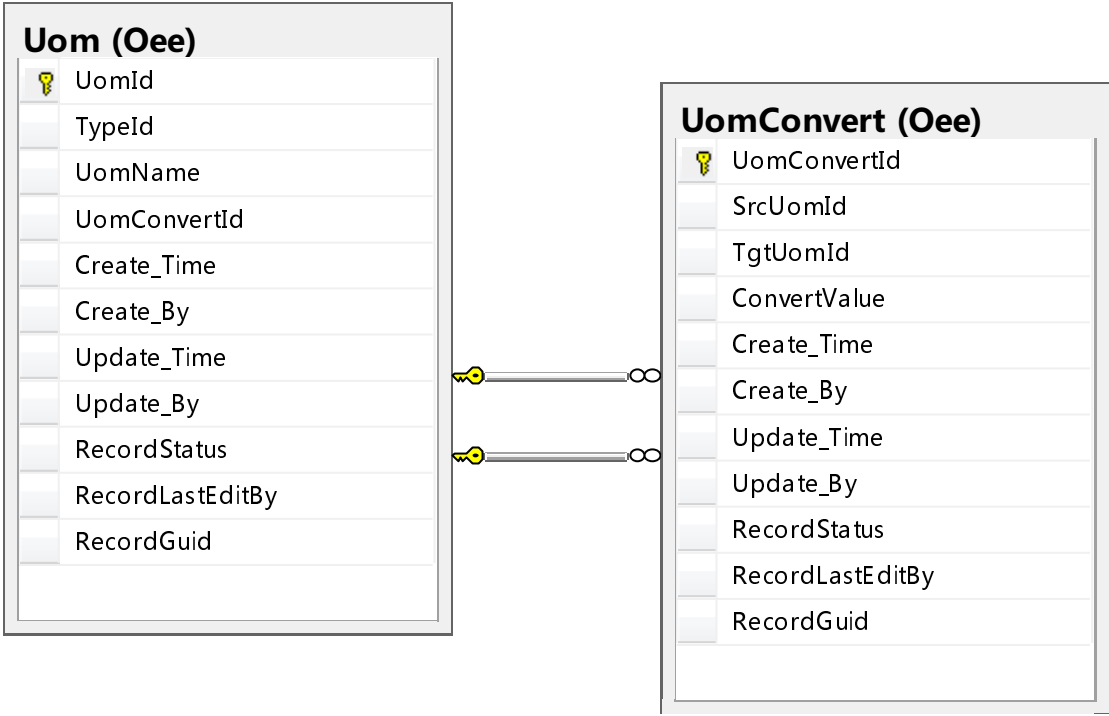 Uom (Oee)
UomId
TypeId
UomName
UomConvertId
Create_Time
Create_By
Update_Time
Update_By
RecordStatus
RecordLastEditBy
RecordGuid
UomConvert (Oee)
UomConvertId
SrcUomId
TgtUomId
ConvertValue
Create_Time
Create_By
Update_Time
Update_By
RecordStatus
RecordLastEditBy
RecordGuid